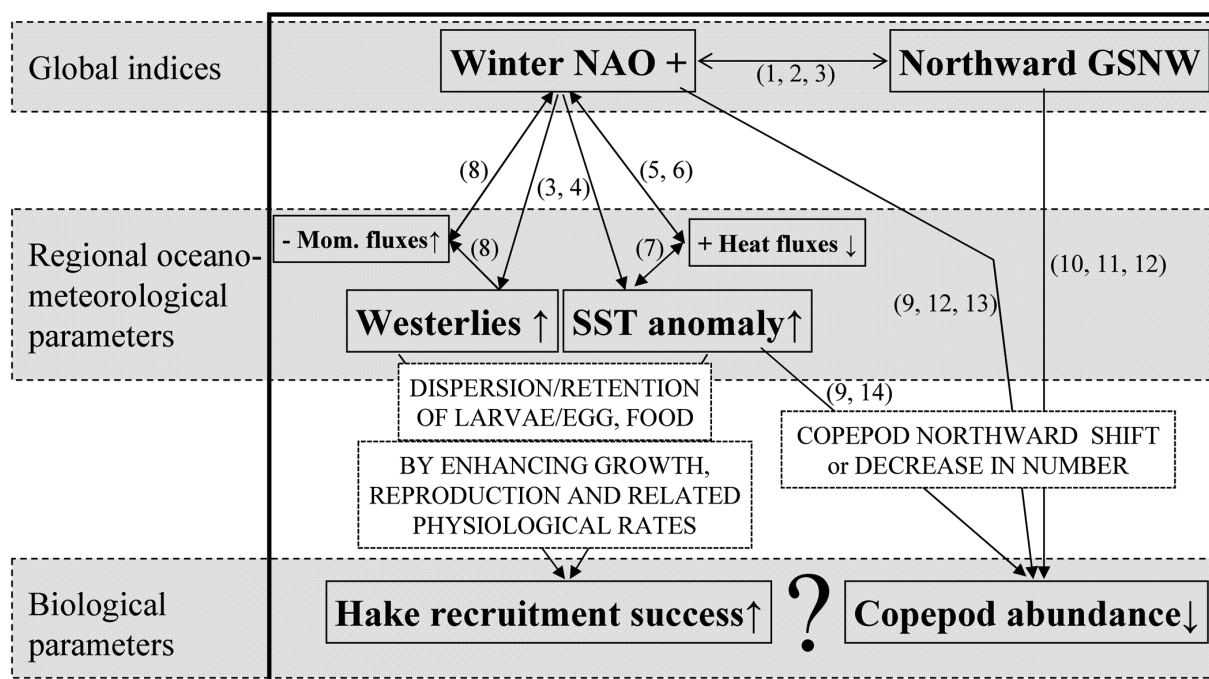 Global indices
Winter NAO +
(1, 2, 3)
Northward GSNW
(8)
(3, 4)
(5, 6)
Regional oceano-
meteorological
parameters
- Mom. fluxes↑
(8)
(7)
+ Heat fluxes ↓
(10, 11, 12)
(9, 12, 13)
Westerlies ↑
SST anomaly↑
DISPERSION/RETENTION
OF LARVAE/EGG, FOOD
(9, 14)
COPEPOD NORTHWARD SHIFT
or DECREASE IN NUMBER
BY ENHANCING GROWTH,
REPRODUCTION AND RELATED
PHYSIOLOGICAL RATES
Biological
parameters
Hake recruitment success↑
?
Copepod abundance↓